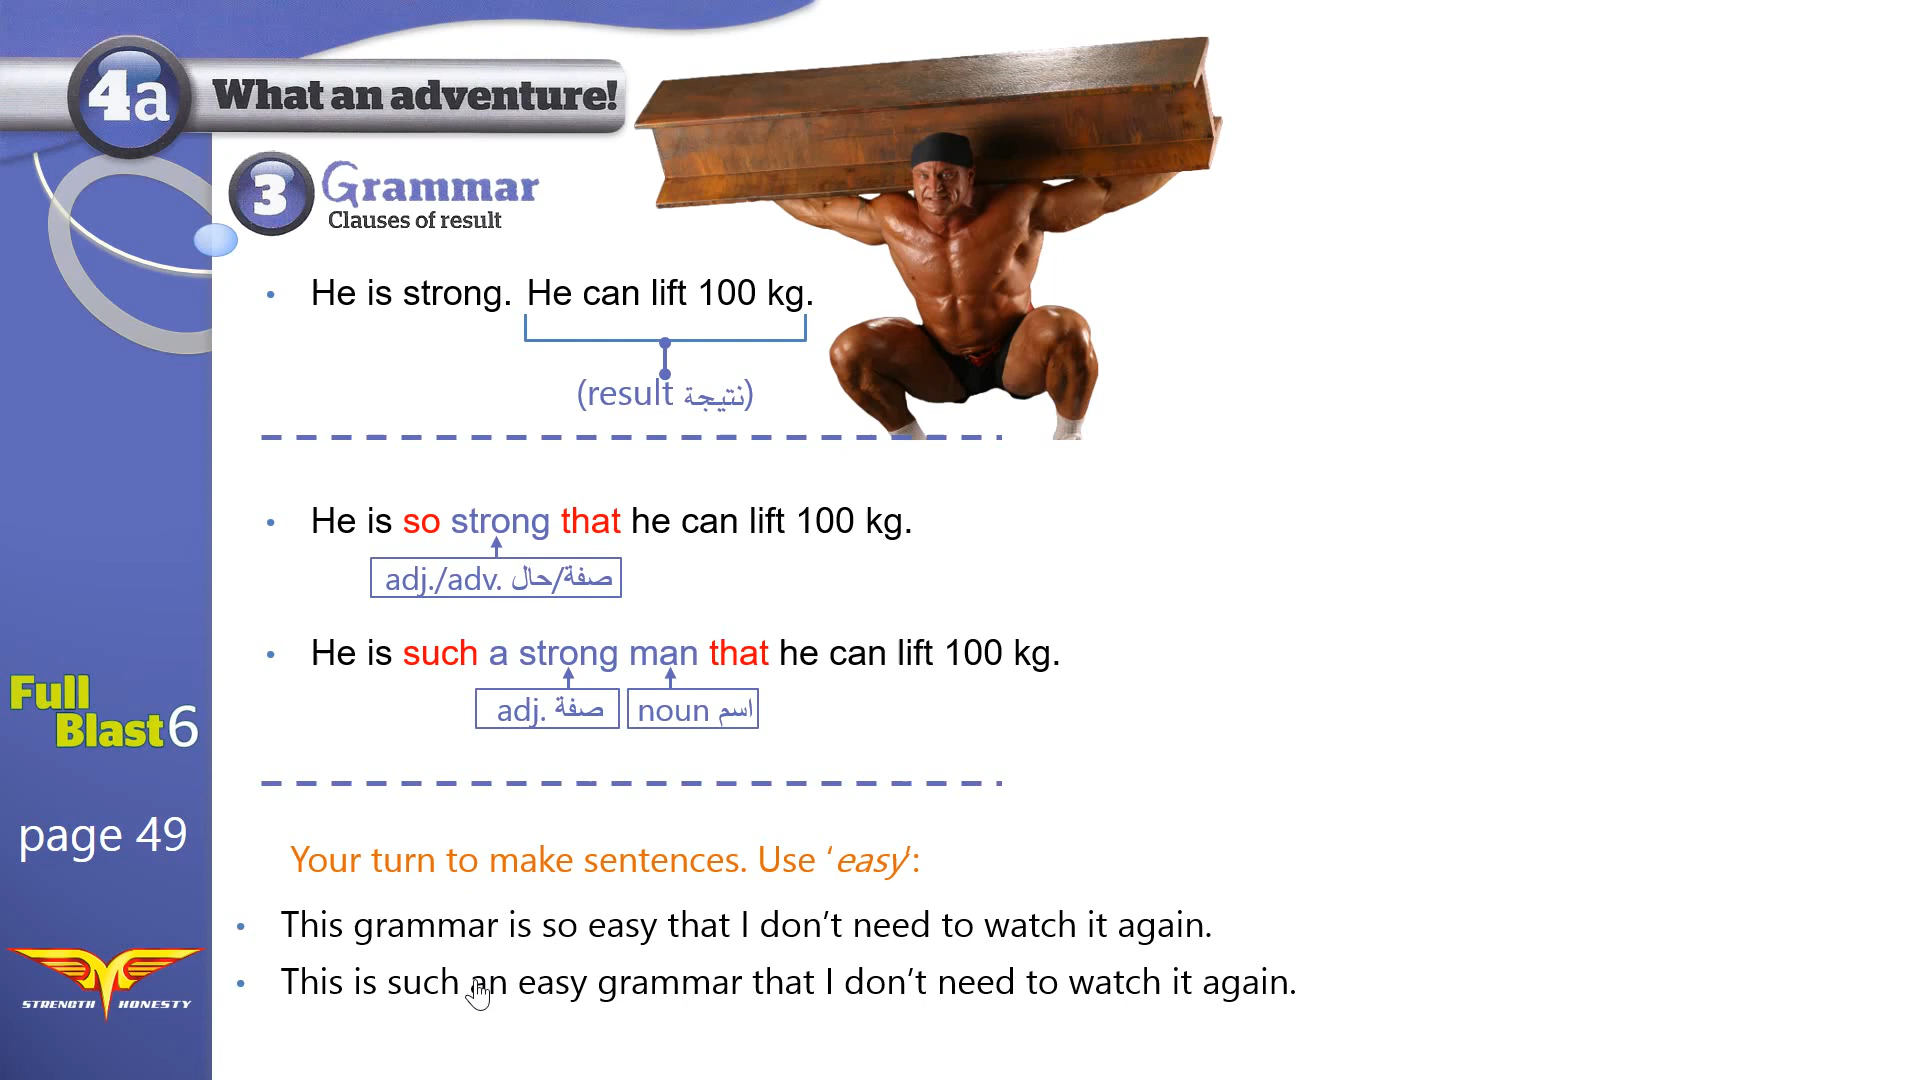 4a What an adventure!
3 Grammar
Clauses of result
• He is strong. He can lift 100 kg.
(result نتيجة)
• He is so strong that he can lift 100 kg.
adj./adv. صفة/حال
• He is such a strong man that he can lift 100 kg.
adj. صفة noun اسم
Full
Blast 6
page 49
Your turn to make sentences. Use ‘easy’:
• This grammar is so easy that I don’t need to watch it again.
• This is such an easy grammar that I don’t need to watch it again.
STRENGTH HONESTY